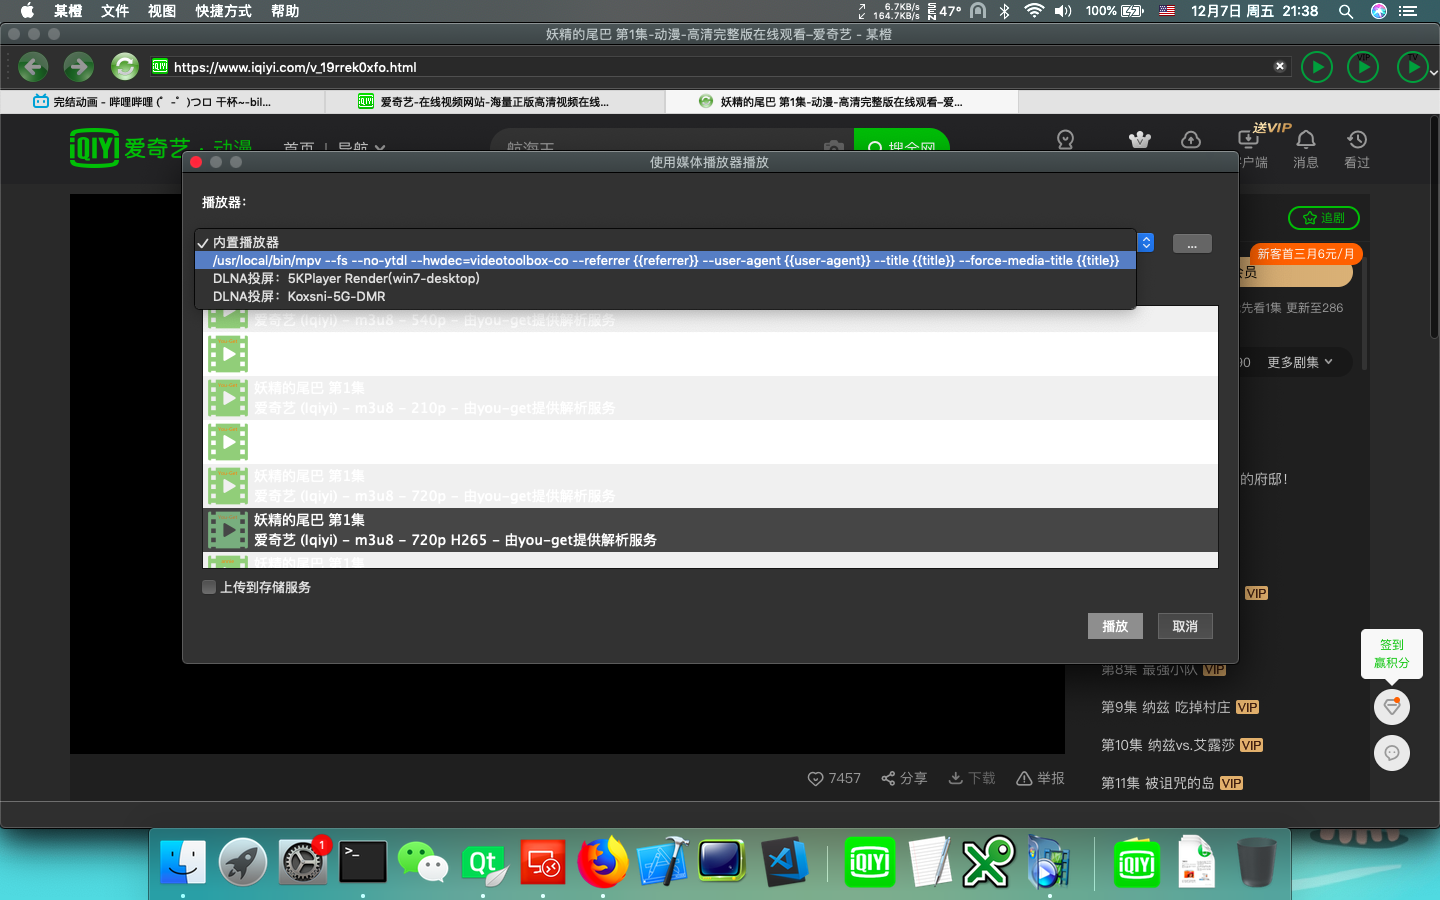 某橙 文件 视图 快捷方式 帮助
6.7KB/s
164.7KB/s
47° 100% 12月7日 周五 21:38
妖精的尾巴 第1集-动漫-高清完整版在线观看–爱奇艺 - 某橙
https://www.iqiyi.com/v_19rrek0xfo.html
完结动画 - 哔哩哔哩 (゜-゜)つロ 干杯~-bil...
爱奇艺-在线视频网站-海量正版高清视频在线...
妖精的尾巴 第1集-动漫-高清完整版在线观看–爱...
iQIYI 爱奇艺 · 动漫
首页 | 导航
航海王
搜全网
送VIP
户端
消息
看过
使用媒体播放器播放
播放器：
内置播放器
/usr/local/bin/mpv --fs --no-ytdl --hwdec=videotoolbox-co --referrer {{referrer}} --user-agent {{user-agent}} --title {{title}} --force-media-title {{title}}
DLNA投屏：5KPlayer Render(win7-desktop)
DLNA投屏：Koxsni-5G-DMR
...
爱奇艺 (Iqiyi) – m3u8 – 540p – 由you-get提供解析服务
妖精的尾巴 第1集
爱奇艺 (Iqiyi) – m3u8 – 210p – 由you-get提供解析服务
妖精的尾巴 第1集
爱奇艺 (Iqiyi) – m3u8 – 720p – 由you-get提供解析服务
妖精的尾巴 第1集
爱奇艺 (Iqiyi) – m3u8 – 720p H265 – 由you-get提供解析服务
妖精的尾巴 第1集
上传到存储服务
播放
取消
追剧
新客首三月6元/月
会员
先看1集 更新至286
90 更多剧集
的府邸！
VIP
签到
赢积分
第8集 最强小队 VIP
第9集 纳兹 吃掉村庄 VIP
第10集 纳兹vs.艾露莎 VIP
第11集 被诅咒的岛 VIP
7457 分享 下载 举报
1
>_
Qt
iQIYI
iQIYI